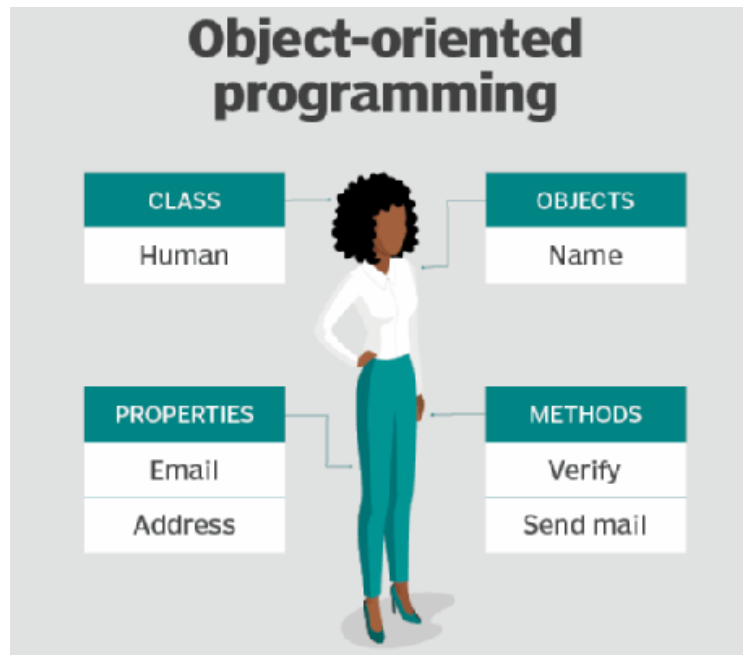 Object-oriented
programming
CLASS
Human
OBJECTS
Name
PROPERTIES
Email
Address
METHODS
Verify
Send mail